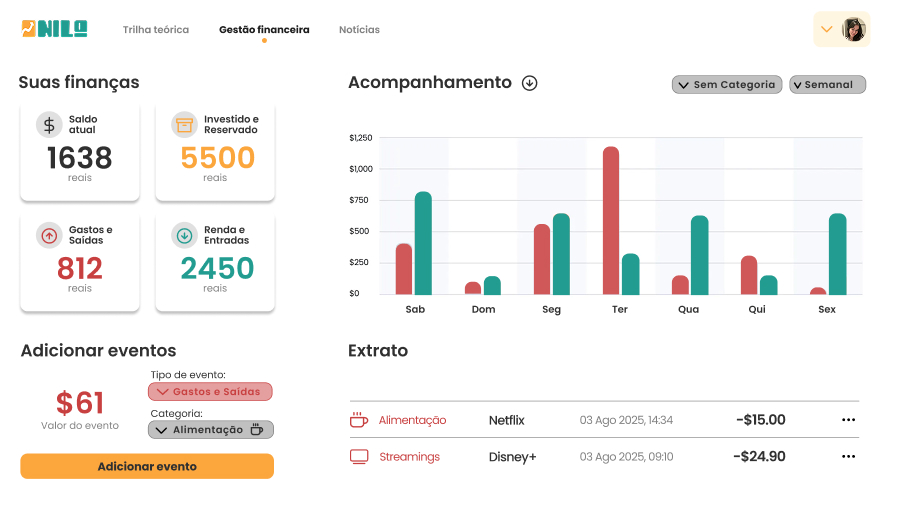 NILO
Trilha teórica
Gestão financeira
Notícias
Suas finanças
Saldo
atual
1638
reais
Investido e
Reservado
5500
reais
Gastos e
Saídas
812
reais
Renda e
Entradas
2450
reais
Acompanhamento
Sem Categoria
Semanal
$1,250
$1,000
$750
$500
$250
$0
Sab
Dom
Seg
Ter
Qua
Qui
Sex
Adicionar eventos
$61
Valor do evento
Tipo de evento:
Gastos e Saídas
Categoria:
Alimentação
Adicionar evento
Extrato
Alimentação Netflix 03 Ago 2025, 14:34 -$15.00
Streamings Disney+ 03 Ago 2025, 09:10 -$24.90